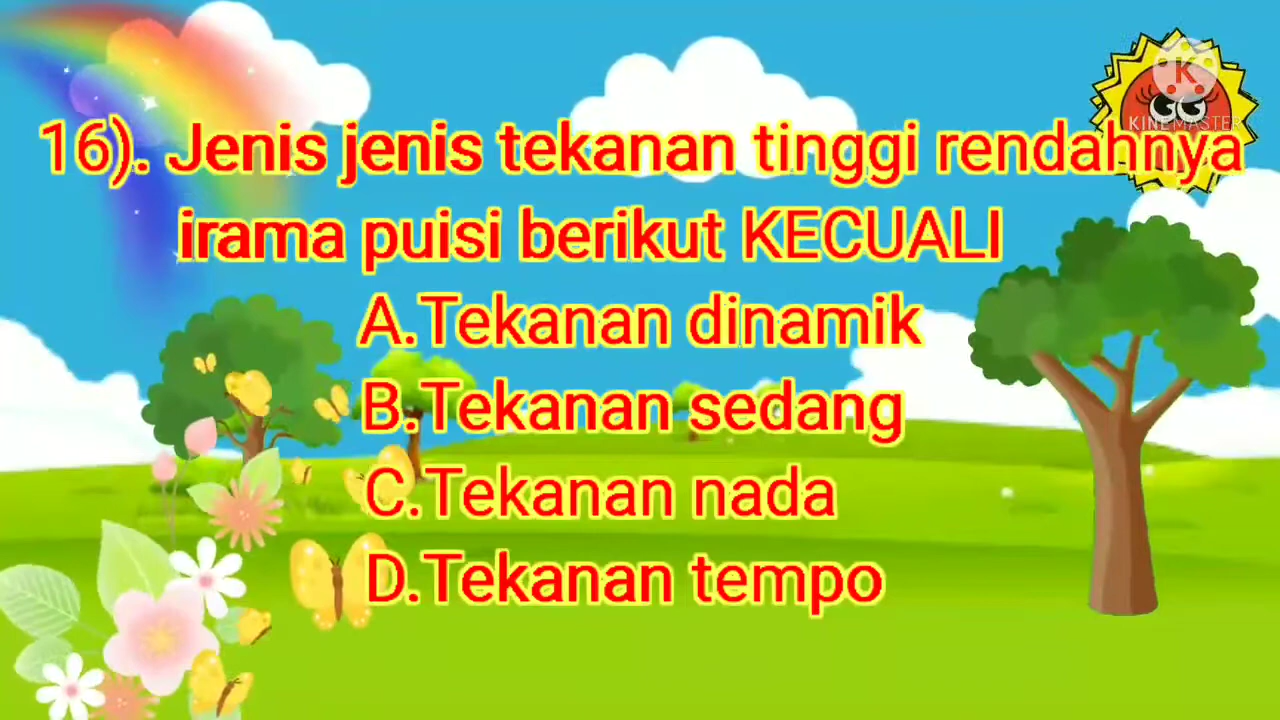 16). Jenis jenis tekanan tinggi rendahnya
irama puisi berikut KECUALI
A.Tekanan dinamik
B.Tekanan sedang
C.Tekanan nada
D.Tekanan tempo
K
KINEMASTER